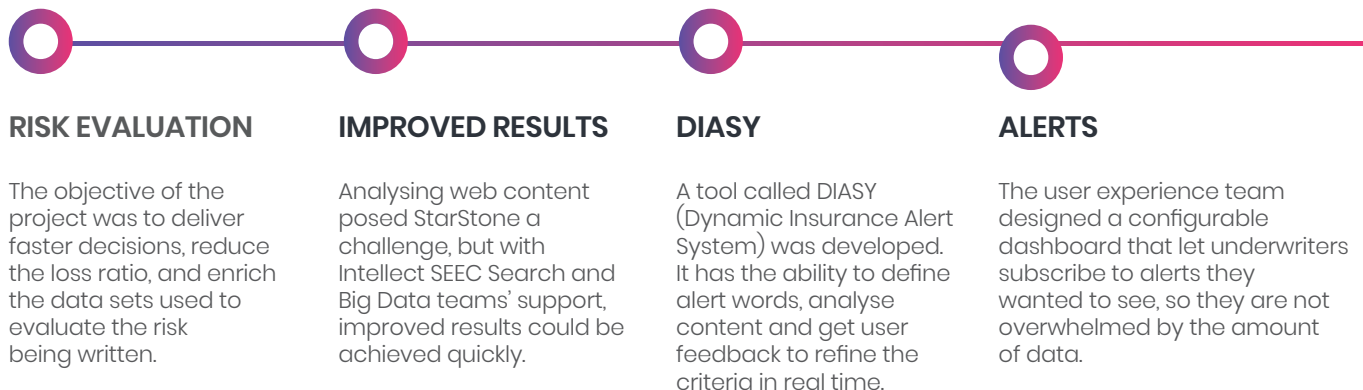 RISK EVALUATION
The objective of the
project was to deliver
faster decisions, reduce
the loss ratio, and enrich
the data sets used to
evaluate the risk
being written.
IMPROVED RESULTS
Analysing web content
posed StarStone a
challenge, but with
Intellect SEEC Search and
Big Data teams’ support,
improved results could be
achieved quickly.
DIASY
A tool called DIASY
(Dynamic Insurance Alert
System) was developed.
It has the ability to define
alert words, analyse
content and get user
feedback to refine the
criteria in real time.
ALERTS
The user experience team
designed a configurable
dashboard that let underwriters
subscribe to alerts they
wanted to see, so they are not
overwhelmed by the amount
of data.